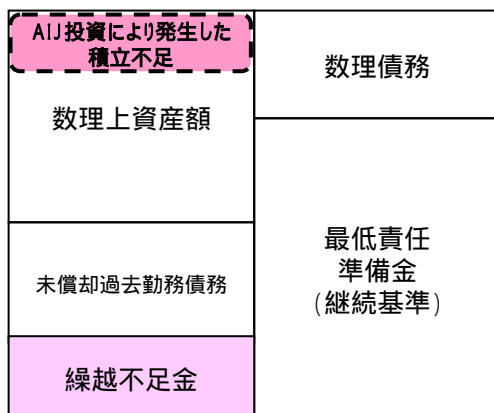 AIJ投資により発生した
積立不足
数理上資産額
未償却過去勤務債務
繰越不足金
数理債務
最低責任
準備金
(継続基準)